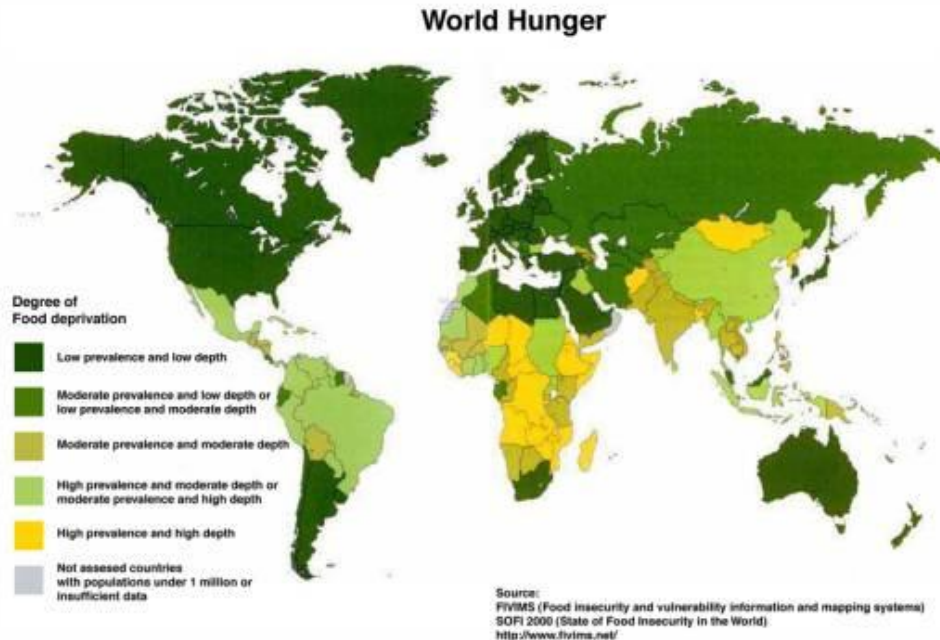 World Hunger
Degree of
Food deprivation
Low prevalence and low depth
Moderate prevalence and low depth or
low prevalence and moderate depth
Moderate prevalence and moderate depth
High prevalence and moderate depth or
moderate prevalence and high depth
High prevalence and high depth
Not assesed countries
with populations under 1 million or
insufficient data
Source:
FIVIMS (Food insecurity and vulnerability information and mapping systems)
SOFI 2000 (State of Food Insecurity in the World)
http://www.fivims.net/